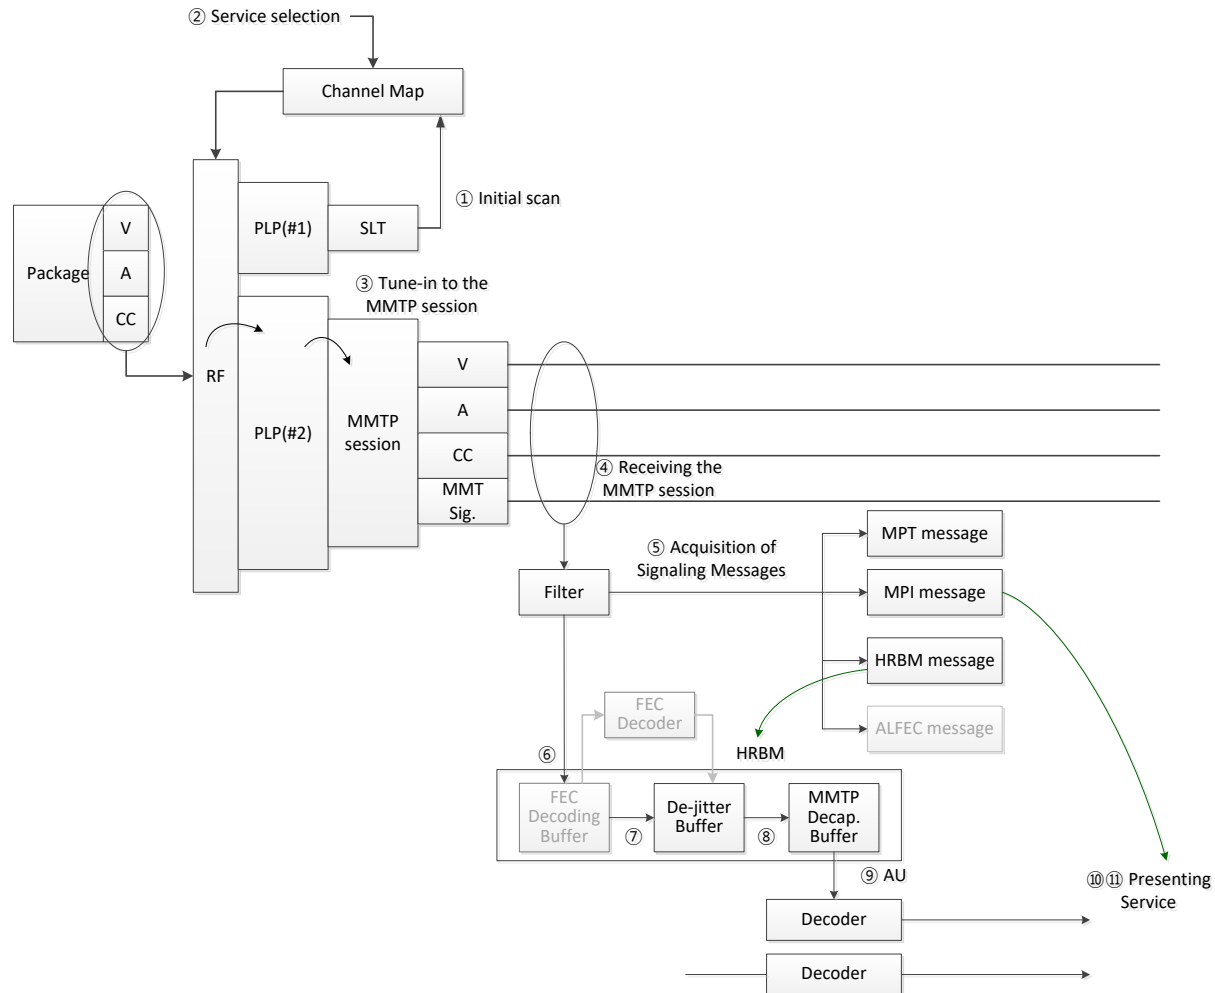 ② Service selection
Channel Map
① Initial scan
PLP(#1)
SLT
V
Package
A
CC
③ Tune-in to the
MMTP session
RF
PLP(#2)
MMTP
session
V
A
CC
MMT
Sig.
④ Receiving the
MMTP session
⑤ Acquisition of
Signaling Messages
Filter
MPT message
MPI message
HRBM message
ALFEC message
FEC
Decoder
HRBM
⑥
FEC
Decoding
Buffer
⑦
De-jitter
Buffer
⑧
MMTP
Decap.
Buffer
⑨ AU
⑩⑪ Presenting
Service
Decoder
Decoder